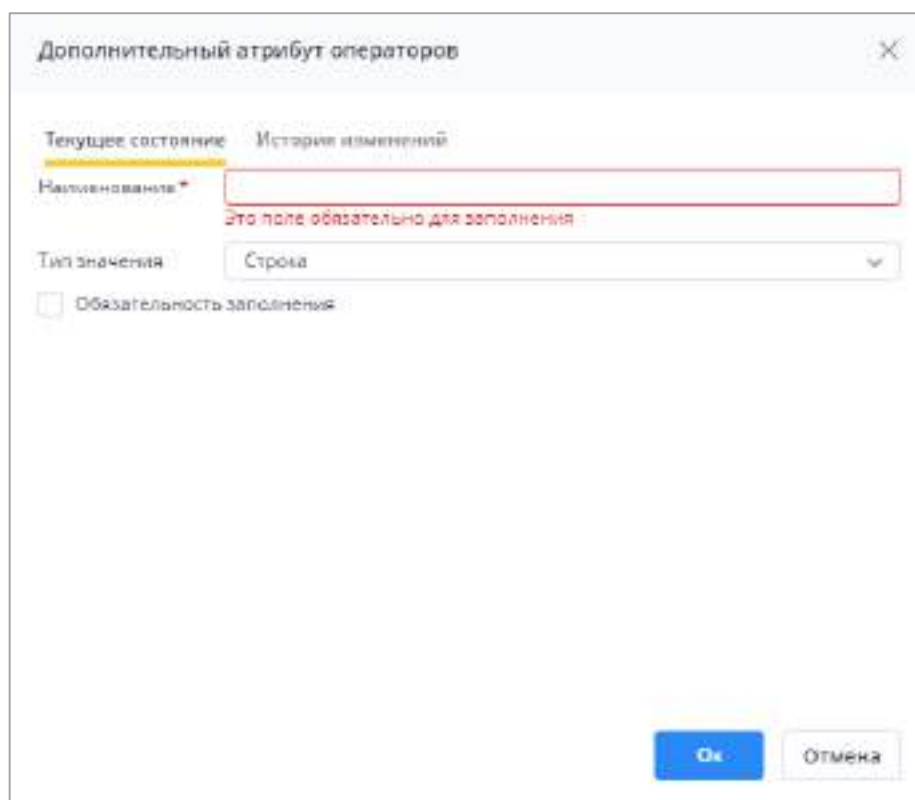 Дополнительный атрибут операторов
Текущее состояние История изменений
Наименование*
Это поле обязательно для заполнения
Тип значения Строка
Обязательность заполнения
Ок Отмена